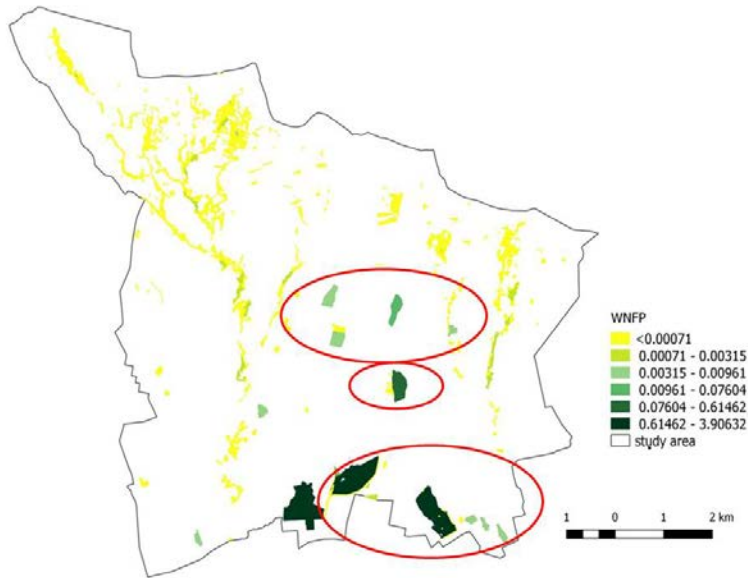 WNFP
<0.00071
0.00071 - 0.00315
0.00315 - 0.00961
0.00961 - 0.07604
0.07604 - 0.61462
0.61462 - 3.90632
study area
1 0 1 2 km